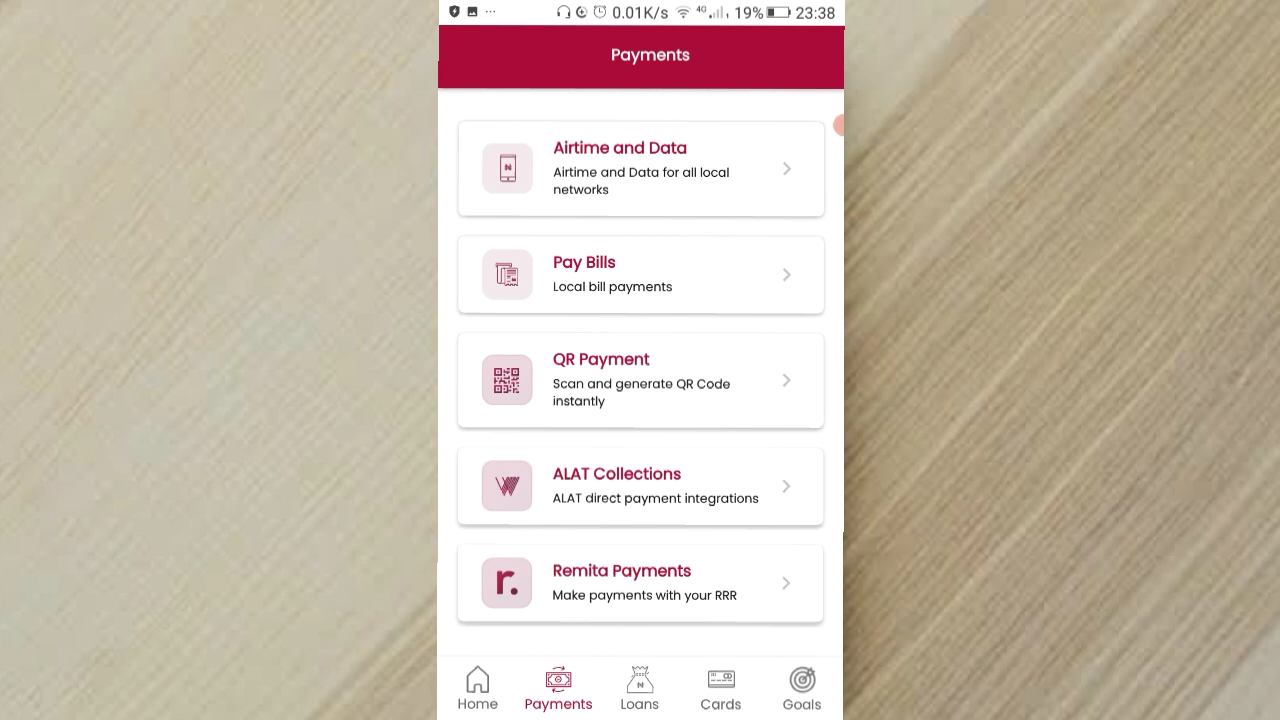 0.01K/s 4G 19% 23:38
Payments
Airtime and Data
Airtime and Data for all local
networks
Pay Bills
Local bill payments
QR Payment
Scan and generate QR Code
instantly
ALAT Collections
ALAT direct payment integrations
r. Remita Payments
Make payments with your RRR
Home Payments Loans Cards Goals